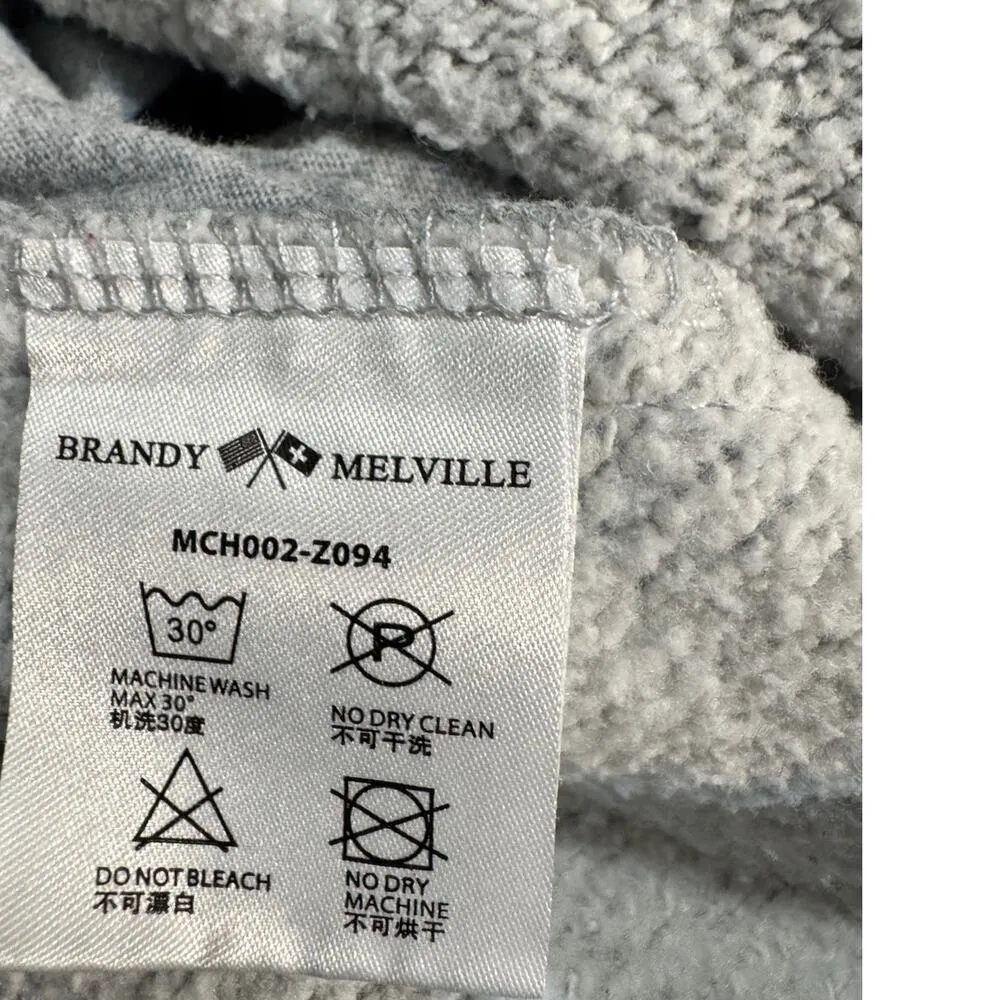 BRANDY MELVILLE
MCH002-Z094
30°
MACHINE WASH
MAX 30°
机洗30度
P
NO DRY CLEAN
不可干洗
DO NOT BLEACH
不可漂白
NO DRY
MACHINE
不可烘干